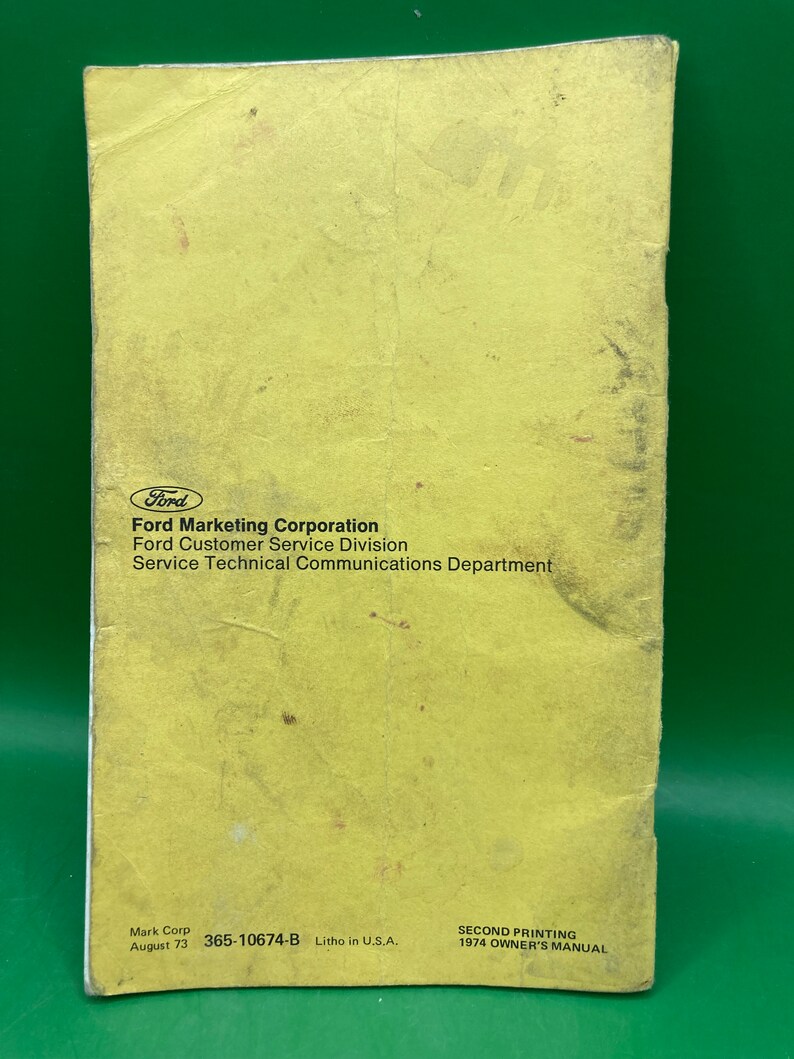 Ford
Ford Marketing Corporation
Ford Customer Service Division
Service Technical Communications Department
Mark Corp
August 73 365-10674-B Litho in U.S.A.
SECOND PRINTING
1974 OWNER'S MANUAL